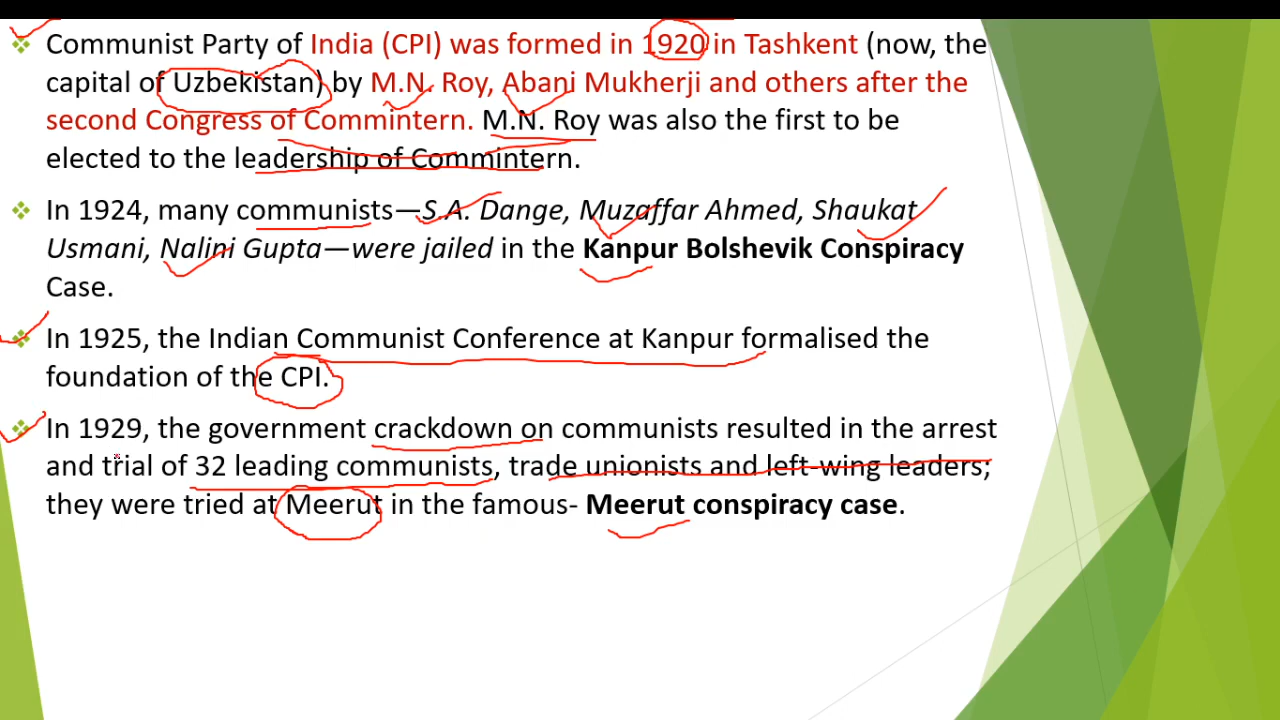 Communist Party of India (CPI) was formed in 1920 in Tashkent (now, the
capital of Uzbekistan) by M.N. Roy, Abani Mukherji and others after the
second Congress of Commintern. M.N. Roy was also the first to be
elected to the leadership of Commintern.
In 1924, many communists—S.A. Dange, Muzaffar Ahmed, Shaukat
Usmani, Nalini Gupta—were jailed in the Kanpur Bolshevik Conspiracy
Case.
In 1925, the Indian Communist Conference at Kanpur formalised the
foundation of the CPI.
In 1929, the government crackdown on communists resulted in the arrest
and trial of 32 leading communists, trade unionists and left-wing leaders;
they were tried at Meerut in the famous- Meerut conspiracy case.